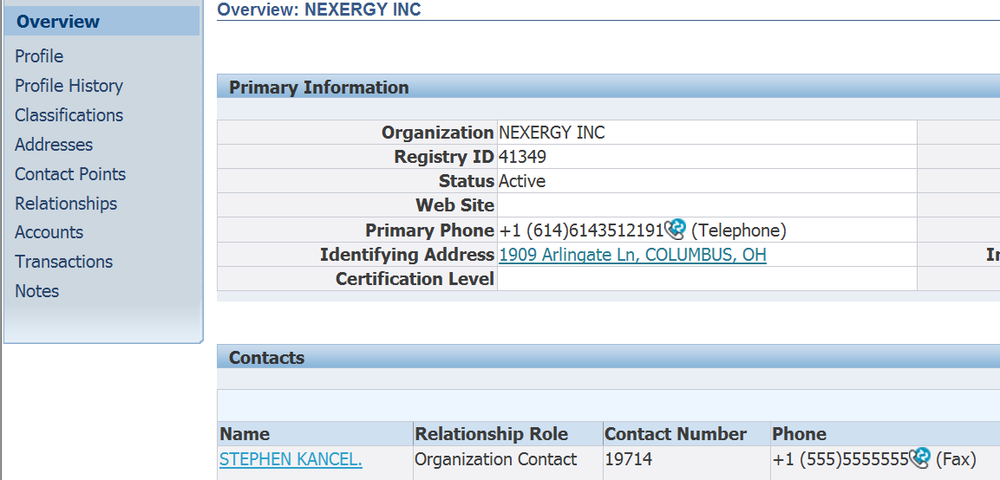 Overview
Profile
Profile History
Classifications
Addresses
Contact Points
Relationships
Accounts
Transactions
Notes
Overview: NEXERGY INC
Primary Information
Organization NEXERGY INC
Registry ID 41349
Status Active
Web Site
Primary Phone +1 (614)6143512191 (Telephone)
Identifying Address 1909 Arlingate Ln, COLUMBUS, OH
Certification Level
Contacts
Name Relationship Role Contact Number Phone
STEPHEN KANCEL. Organization Contact 19714 +1 (555)5555555 (Fax)